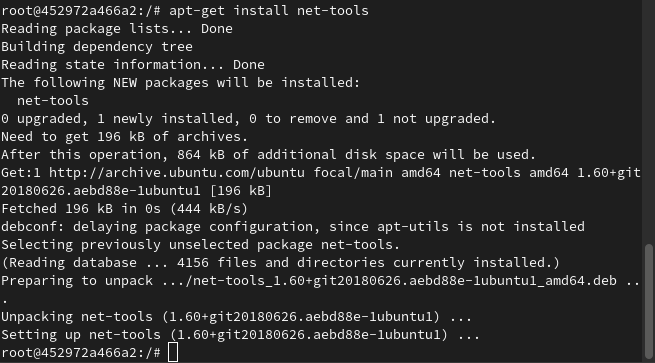 root@452972a466a2:/# apt-get install net-tools
Reading package lists... Done
Building dependency tree
Reading state information... Done
The following NEW packages will be installed:
  net-tools
0 upgraded, 1 newly installed, 0 to remove and 1 not upgraded.
Need to get 196 kB of archives.
After this operation, 864 kB of additional disk space will be used.
Get:1 http://archive.ubuntu.com/ubuntu focal/main amd64 net-tools amd64 1.60+git
20180626.aebd88e-1ubuntu1 [196 kB]
Fetched 196 kB in 0s (444 kB/s)
debconf: delaying package configuration, since apt-utils is not installed
Selecting previously unselected package net-tools.
(Reading database ... 4156 files and directories currently installed.)
Preparing to unpack .../net-tools_1.60+git20180626.aebd88e-1ubuntu1_amd64.deb ..
.
Unpacking net-tools (1.60+git20180626.aebd88e-1ubuntu1) ...
Setting up net-tools (1.60+git20180626.aebd88e-1ubuntu1) ...
root@452972a466a2:/#